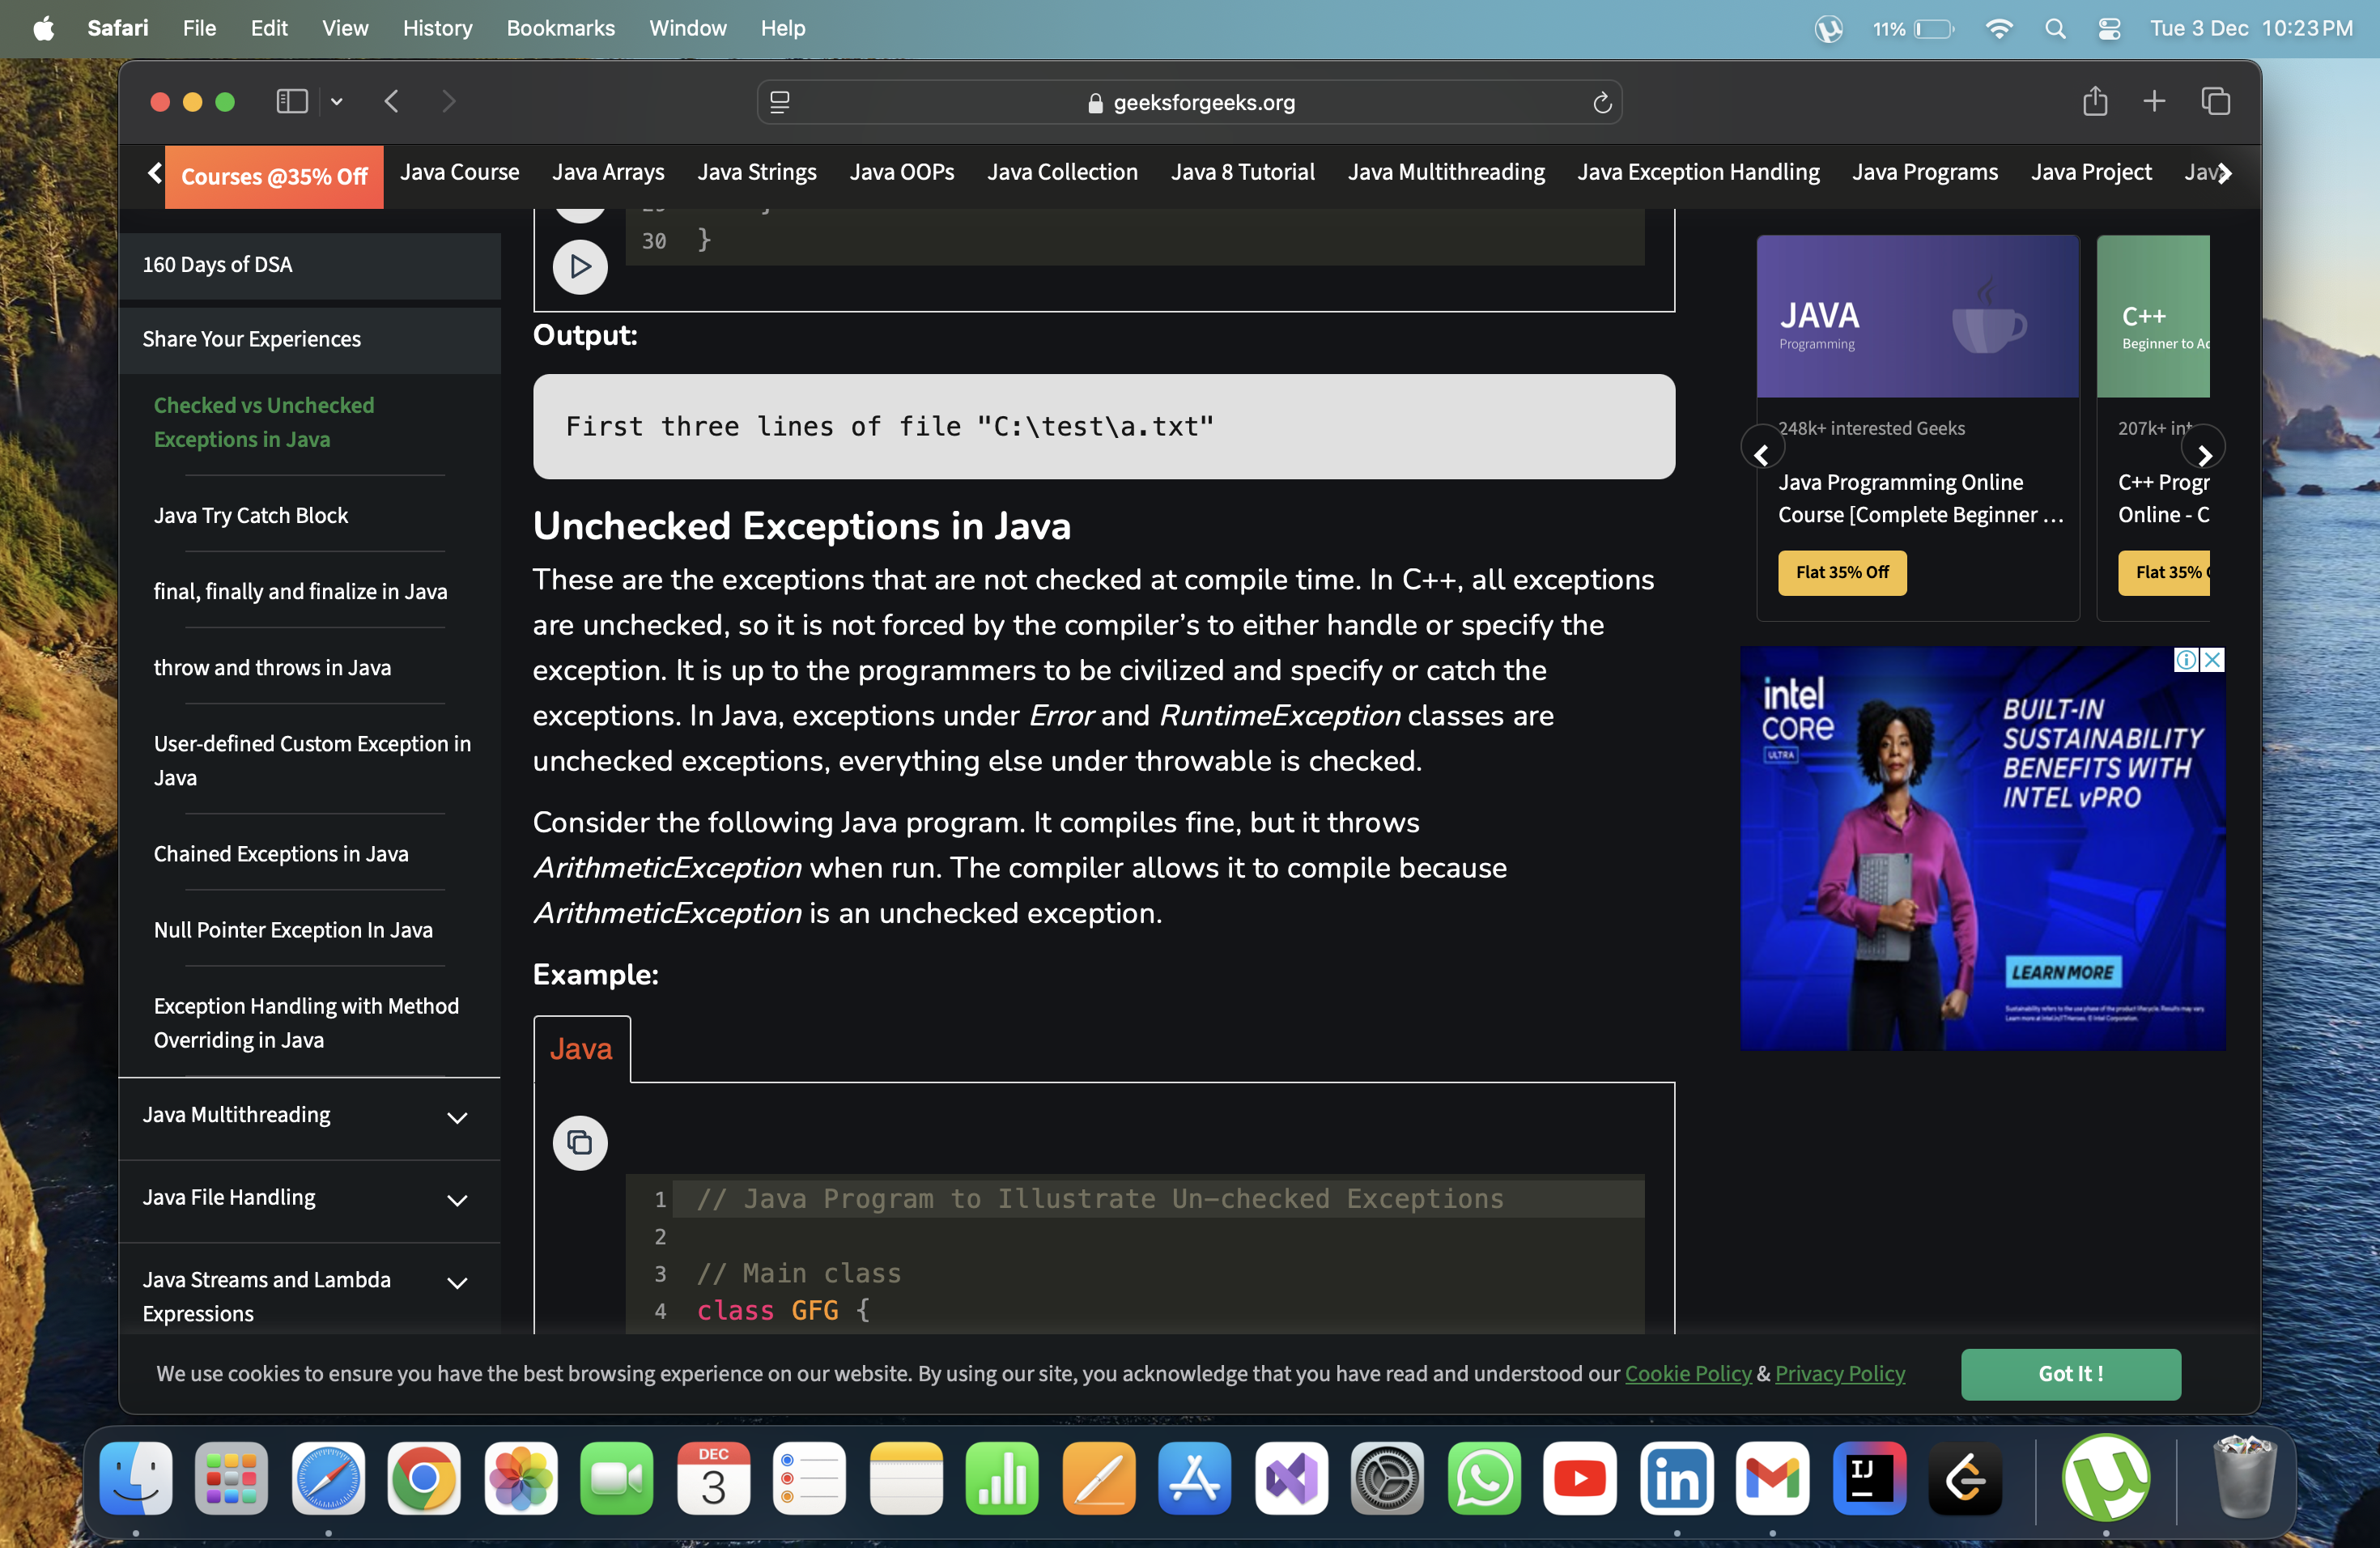 Safari File Edit View History Bookmarks Window Help
11% Tue 3 Dec 10:23 PM
geeksforgeeks.org
Courses @35% Off Java Course Java Arrays Java Strings Java OOPs Java Collection Java 8 Tutorial Java Multithreading Java Exception Handling Java Programs Java Project
160 Days of DSA
Share Your Experiences
Checked vs Unchecked
Exceptions in Java
Java Try Catch Block
final, finally and finalize in Java
throw and throws in Java
User-defined Custom Exception in
Java
Chained Exceptions in Java
Null Pointer Exception In Java
Exception Handling with Method
Overriding in Java
Java Multithreading
Java File Handling
Java Streams and Lambda
Expressions
30 }
Output:
First three lines of file "C:\test\a.txt"
Unchecked Exceptions in Java
These are the exceptions that are not checked at compile time. In C++, all exceptions
are unchecked, so it is not forced by the compiler’s to either handle or specify the
exception. It is up to the programmers to be civilized and specify or catch the
exceptions. In Java, exceptions under Error and RuntimeException classes are
unchecked exceptions, everything else under throwable is checked.
Consider the following Java program. It compiles fine, but it throws
ArithmeticException when run. The compiler allows it to compile because
ArithmeticException is an unchecked exception.
Example:
Java
1 // Java Program to Illustrate Un-checked Exceptions
2
3 // Main class
4 class GFG {
JAVA
Programming
248k+ interested Geeks
Java Programming Online
Course [Complete Beginner ...
Flat 35% Off
C++
Beginner to
207k+
C++
Online - C
Flat 35%
intel
CORE
ULTRA
BUILT-IN
SUSTAINABILITY
BENEFITS WITH
INTEL vPRO
LEARN MORE
We use cookies to ensure you have the best browsing experience on our website. By using our site, you acknowledge that you have read and understood our Cookie Policy & Privacy Policy
Got It !
DEC
3
in
IJ